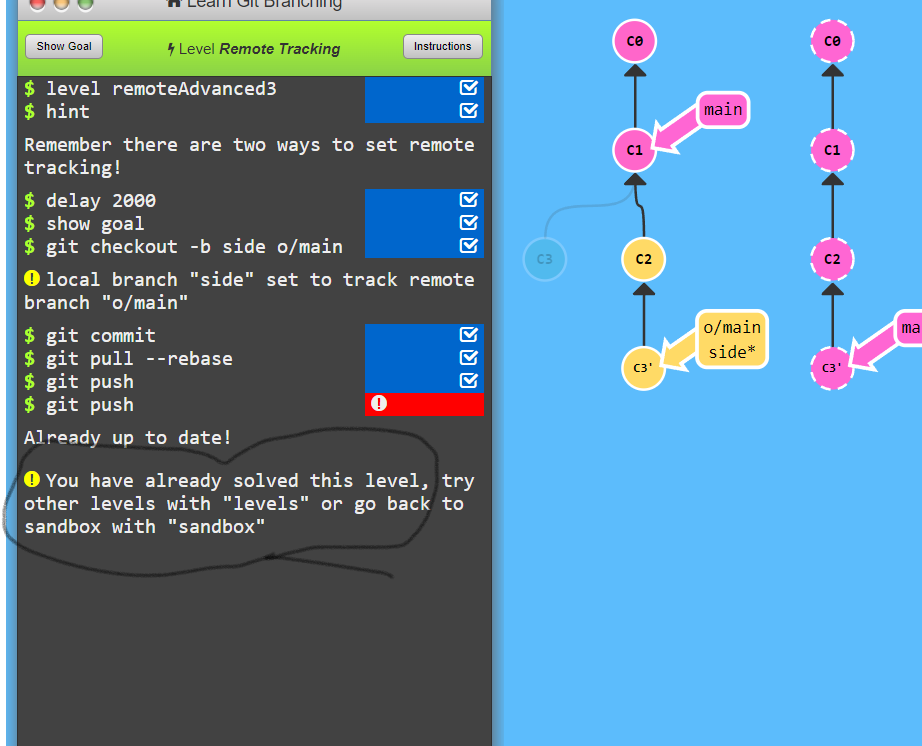 Learn Git Branching
Show Goal
Level Remote Tracking
Instructions
$ level remoteAdvanced3
$ hint
Remember there are two ways to set remote
tracking!
$ delay 2000
$ show goal
$ git checkout -b side o/main
local branch "side" set to track remote
branch "o/main"
$ git commit
$ git pull --rebase
$ git push
$ git push
Already up to date!
You have already solved this level, try
other levels with "levels" or go back to
sandbox with "sandbox"
C0
main
C1
C3
C2
o/main
side*
C3'
C0
C1
C2
ma
C3'